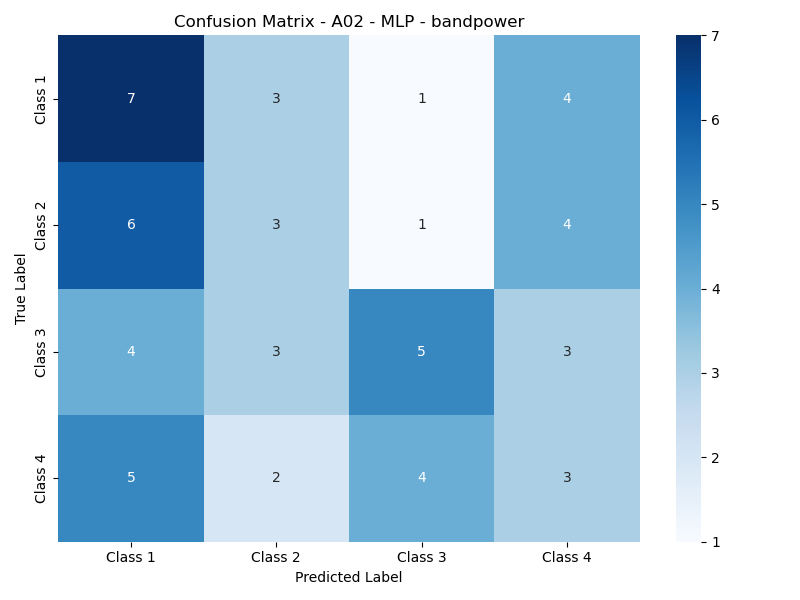 Confusion Matrix - A02 - MLP - bandpower
Class 1
7 3 1 4
Class 2
6 3 1 4
Class 3
4 3 5 3
Class 4
5 2 4 3
True Label
Class 1 Class 2 Class 3 Class 4
Predicted Label
7
6
5
4
3
2
1